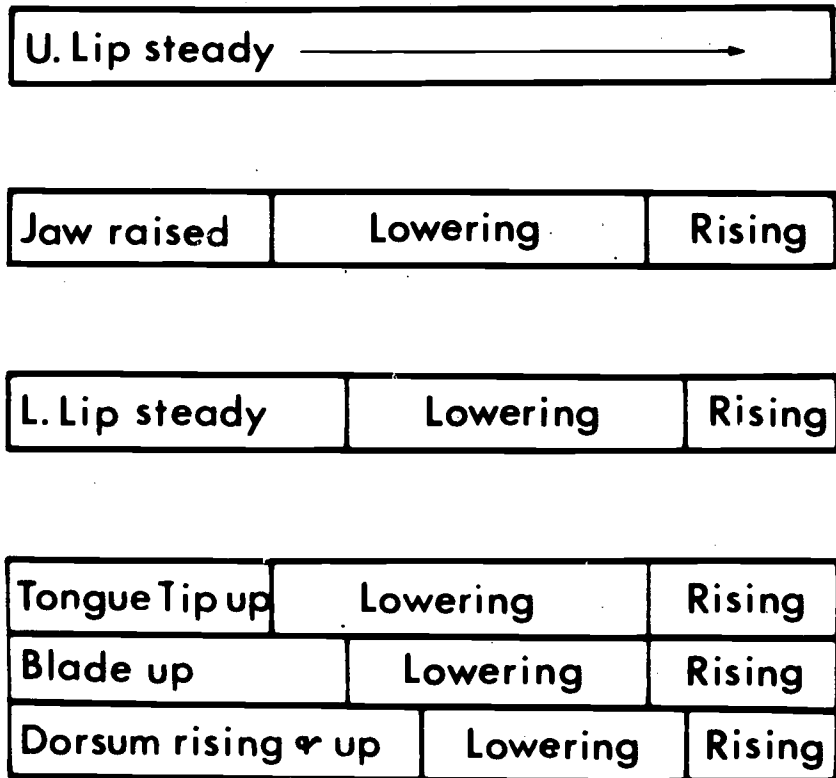 U. Lip steady
Jaw raised Lowering Rising
L. Lip steady Lowering Rising
Tongue Tip up Lowering Rising
Blade up Lowering Rising
Dorsum rising or up Lowering Rising